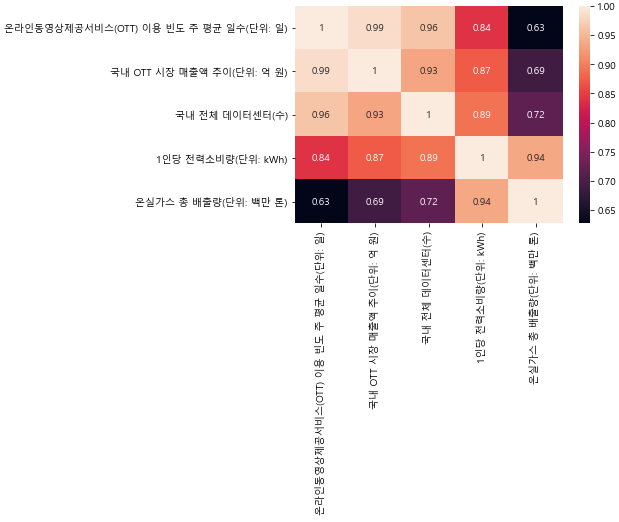 온라인동영상제공서비스(OTT) 이용 빈도 주 평균 일수(단위: 일)
1 0.99 0.96 0.84 0.63
국내 OTT 시장 매출액 추이(단위: 억 원)
0.99 1 0.93 0.87 0.69
국내 전체 데이터센터(수)
0.96 0.93 1 0.89 0.72
1인당 전력소비량(단위: kWh)
0.84 0.87 0.89 1 0.94
온실가스 총 배출량(단위: 백만 톤)
0.63 0.69 0.72 0.94 1
온라인동영상제공서비스(OTT) 이용 빈도 주 평균 일수(단위: 일)
국내 OTT 시장 매출액 추이(단위: 억 원)
국내 전체 데이터센터(수)
1인당 전력소비량(단위: kWh)
온실가스 총 배출량(단위: 백만 톤)
1.00
0.95
0.90
0.85
0.80
0.75
0.70
0.65